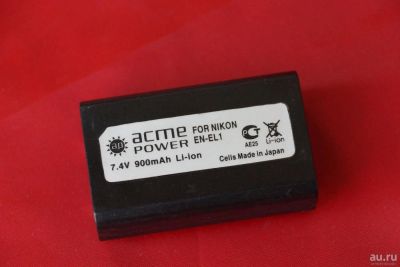 ap acme POWER
FOR NIKON
EN-EL1
7.4V 900mAh Li-ion
AE25
Li-ion
Cells Made in Japan
au.ru